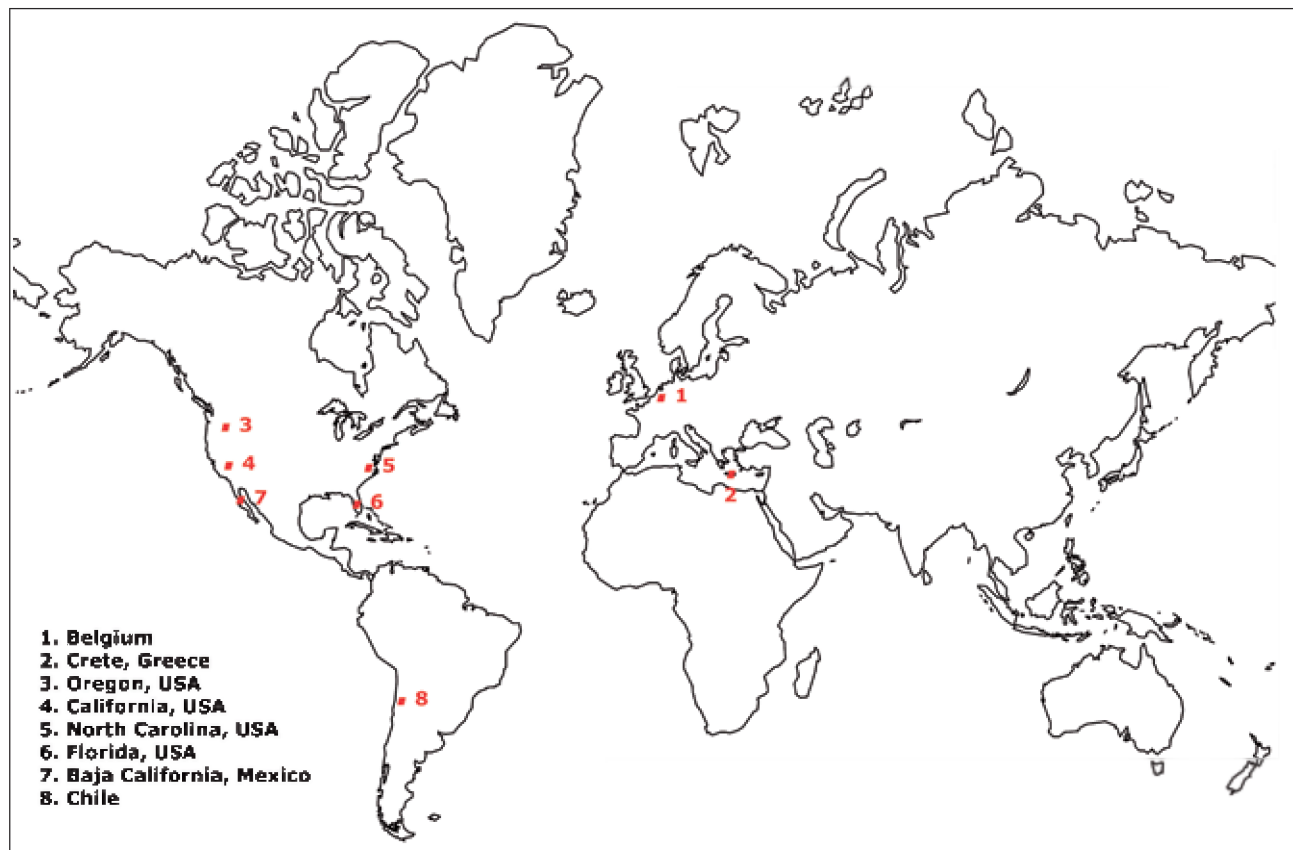 1
3
4
5
2
7
6
1. Belgium
2. Crete, Greece
3. Oregon, USA
4. California, USA
5. North Carolina, USA
6. Florida, USA
7. Baja California, Mexico
8. Chile
8